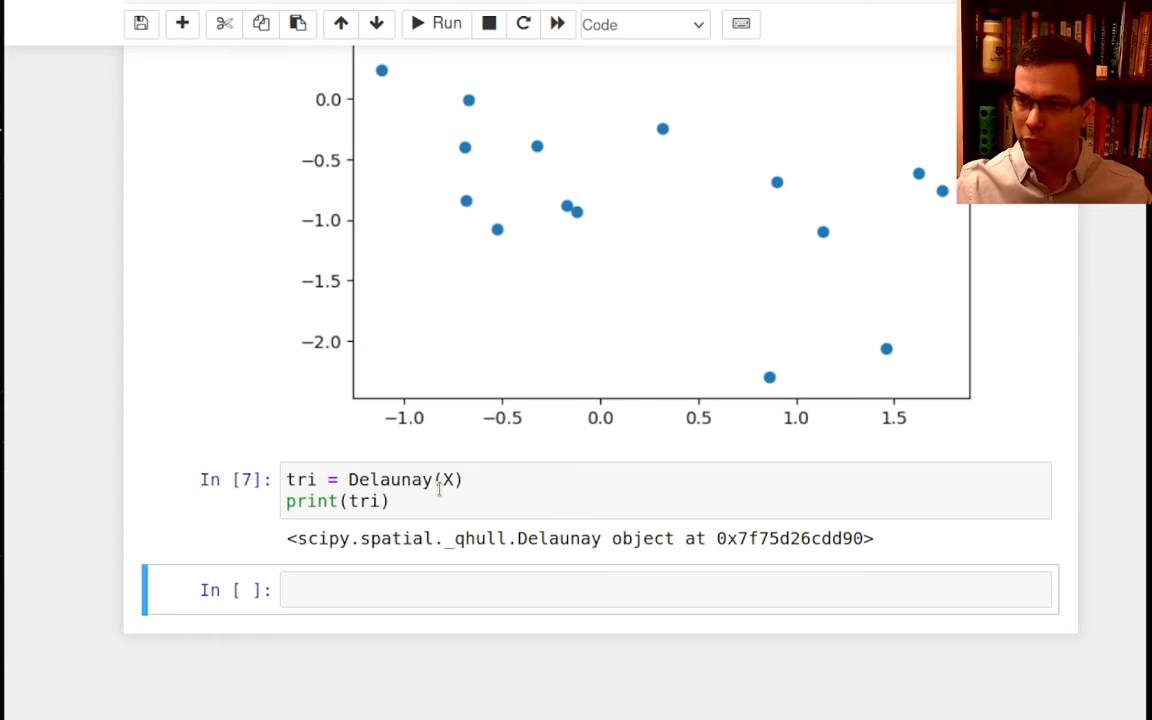 Run
Code
0.0
−0.5
−1.0
−1.5
−2.0
−1.0 −0.5 0.0 0.5 1.0 1.5
In [7]: tri = Delaunay(X)
print(tri)
<scipy.spatial._qhull.Delaunay object at 0x7f75d26cdd90>
In [ ]: